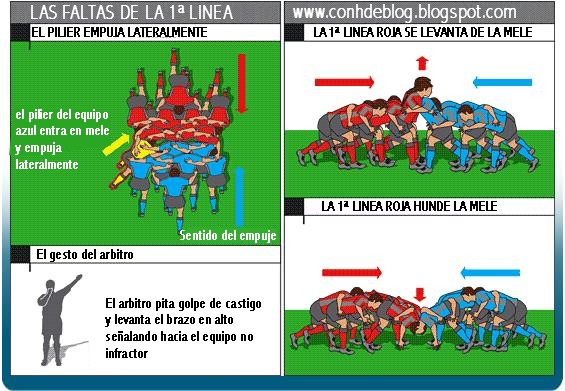 LAS FALTAS DE LA 1ª LINEA
www.conhdeblog.blogspot.com
EL PILIER EMPUJA LATERALMENTE
el pilier del equipo
azul entra en mele
y empuja
lateralmente
Sentido del empuje
El gesto del arbitro
El arbitro pita golpe de castigo
y levanta el brazo en alto
señalando hacia el equipo no
infractor
LA 1ª LINEA ROJA SE LEVANTA DE LA MELE
LA 1ª LINEA ROJA HUNDE LA MELE